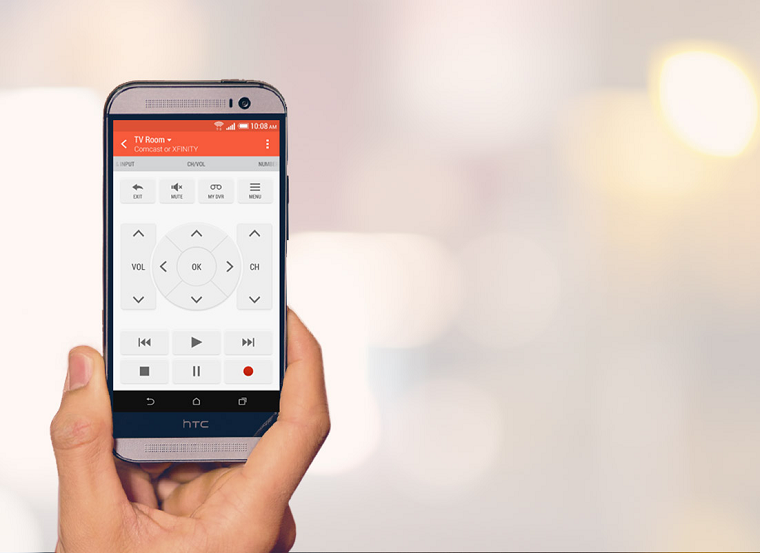 10:08 AM
TV Room
Comcast or XFINITY
INPUT CH/VOL NUMBE
EXIT MUTE MY DVR MENU
VOL OK CH
hTC